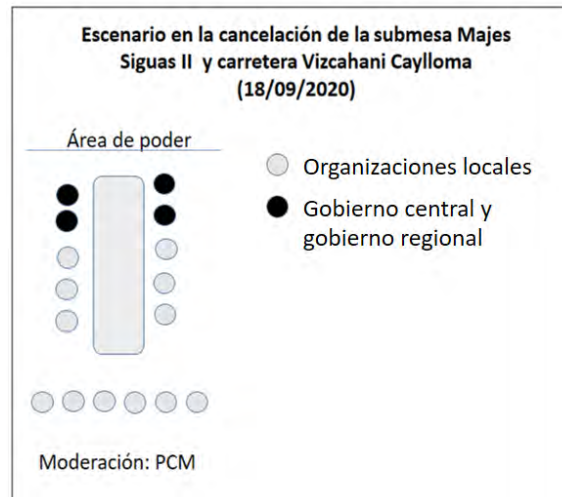 Escenario en la cancelación de la submesa Majes
Siguas II y carretera Vizcahani Caylloma
(18/09/2020)
Área de poder
Organizaciones locales
Gobierno central y
gobierno regional
Moderación: PCM